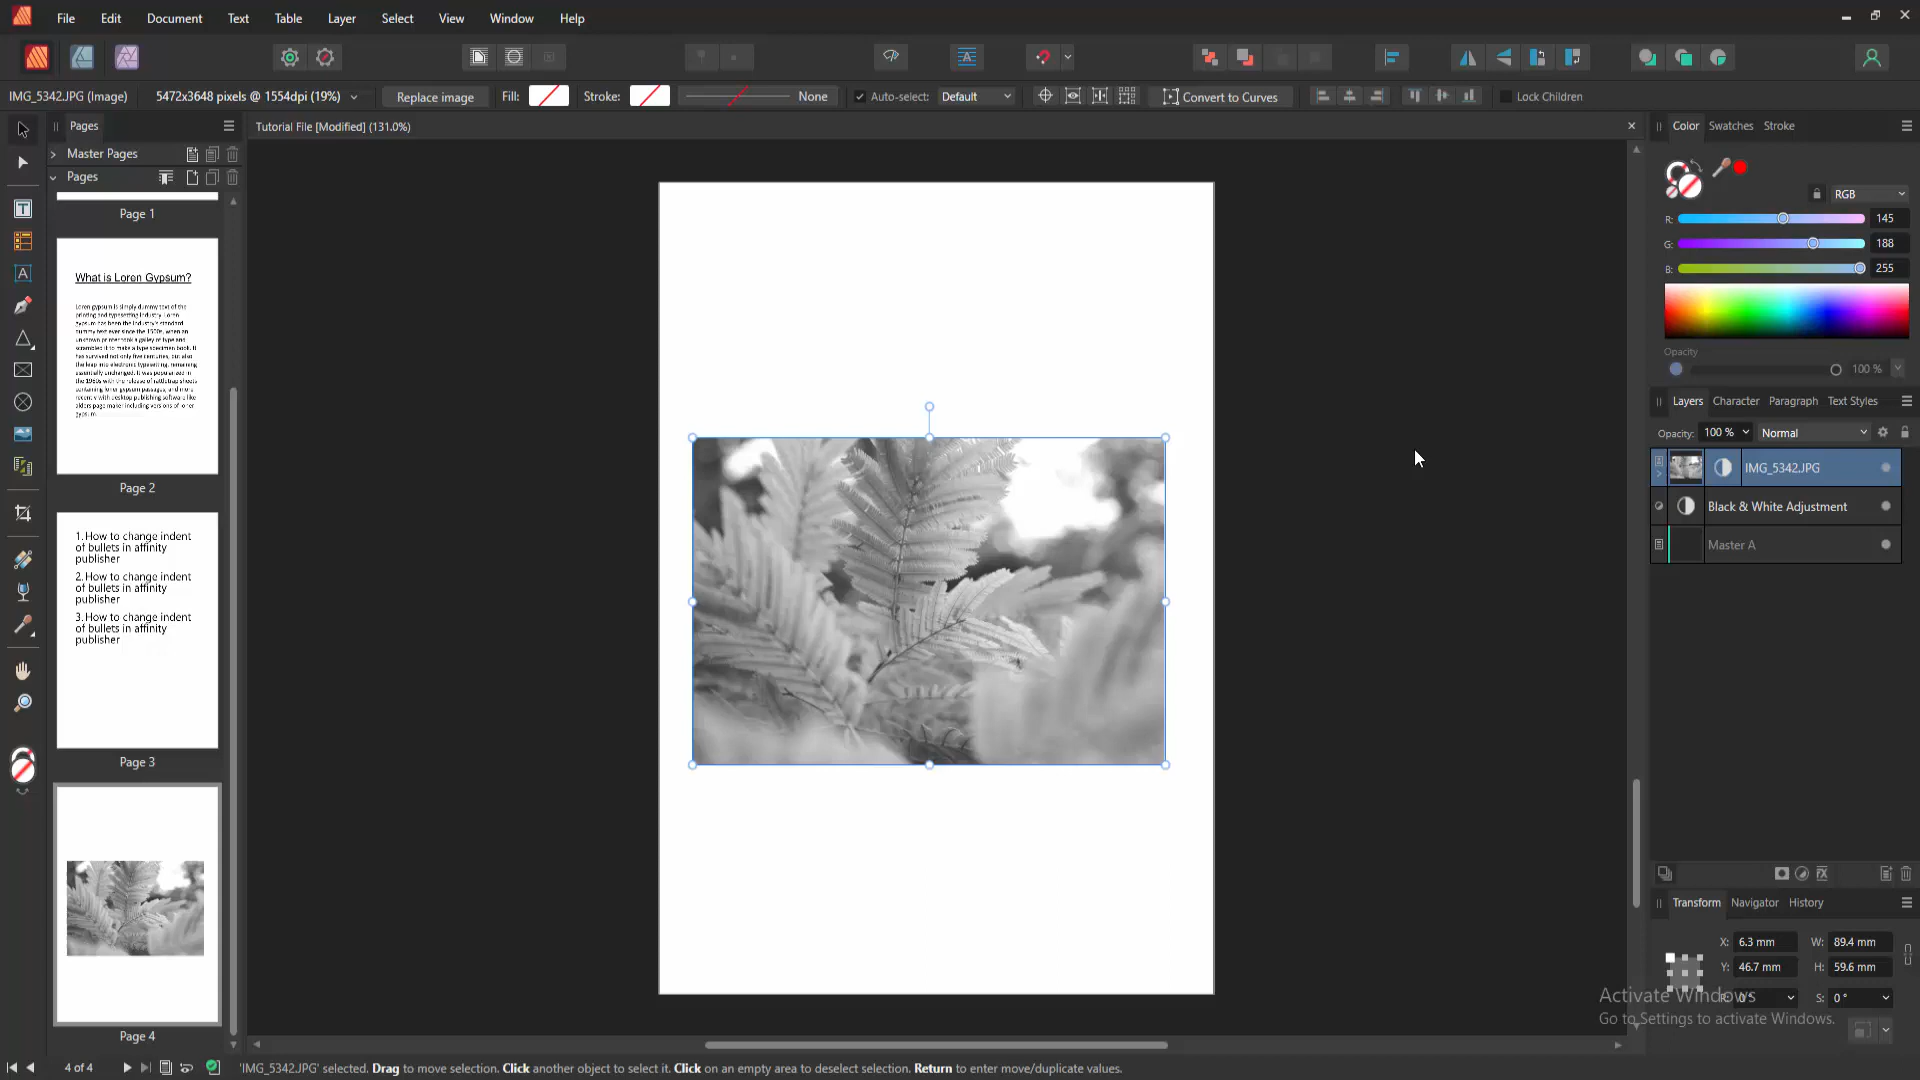 File Edit Document Text Table Layer Select View Window Help
IMG_5342.JPG (Image) 5472x3648 pixels @ 1554dpi (19%) Replace image Fill: Stroke: None Auto-select: Default Convert to Curves Lock Children
Pages
Master Pages
Pages
Page 1
What is Loren Gypsum?
Page 2
1.How to change indent
of bullets in affinity
publisher
2.How to change indent
of bullets in affinity
publisher
3.How to change indent
of bullets in affinity
publisher
Page 3
Page 4
Tutorial File [Modified] (131.0%)
Color Swatches Stroke
RGB
R: 145
G: 188
B: 255
Opacity
100 %
Layers Character Paragraph Text Styles
Opacity: 100 % Normal
IMG_5342.JPG
Black & White Adjustment
Master A
Transform Navigator History
X: 6.3 mm W: 89.4 mm
Y: 46.7 mm H: 59.6 mm
R: 0° S: 0°
Activate Windows
Go to Settings to activate Windows.
4 of 4 'IMG_5342.JPG' selected. Drag to move selection. Click another object to select it. Click on an empty area to deselect selection. Return to enter move/duplicate values.